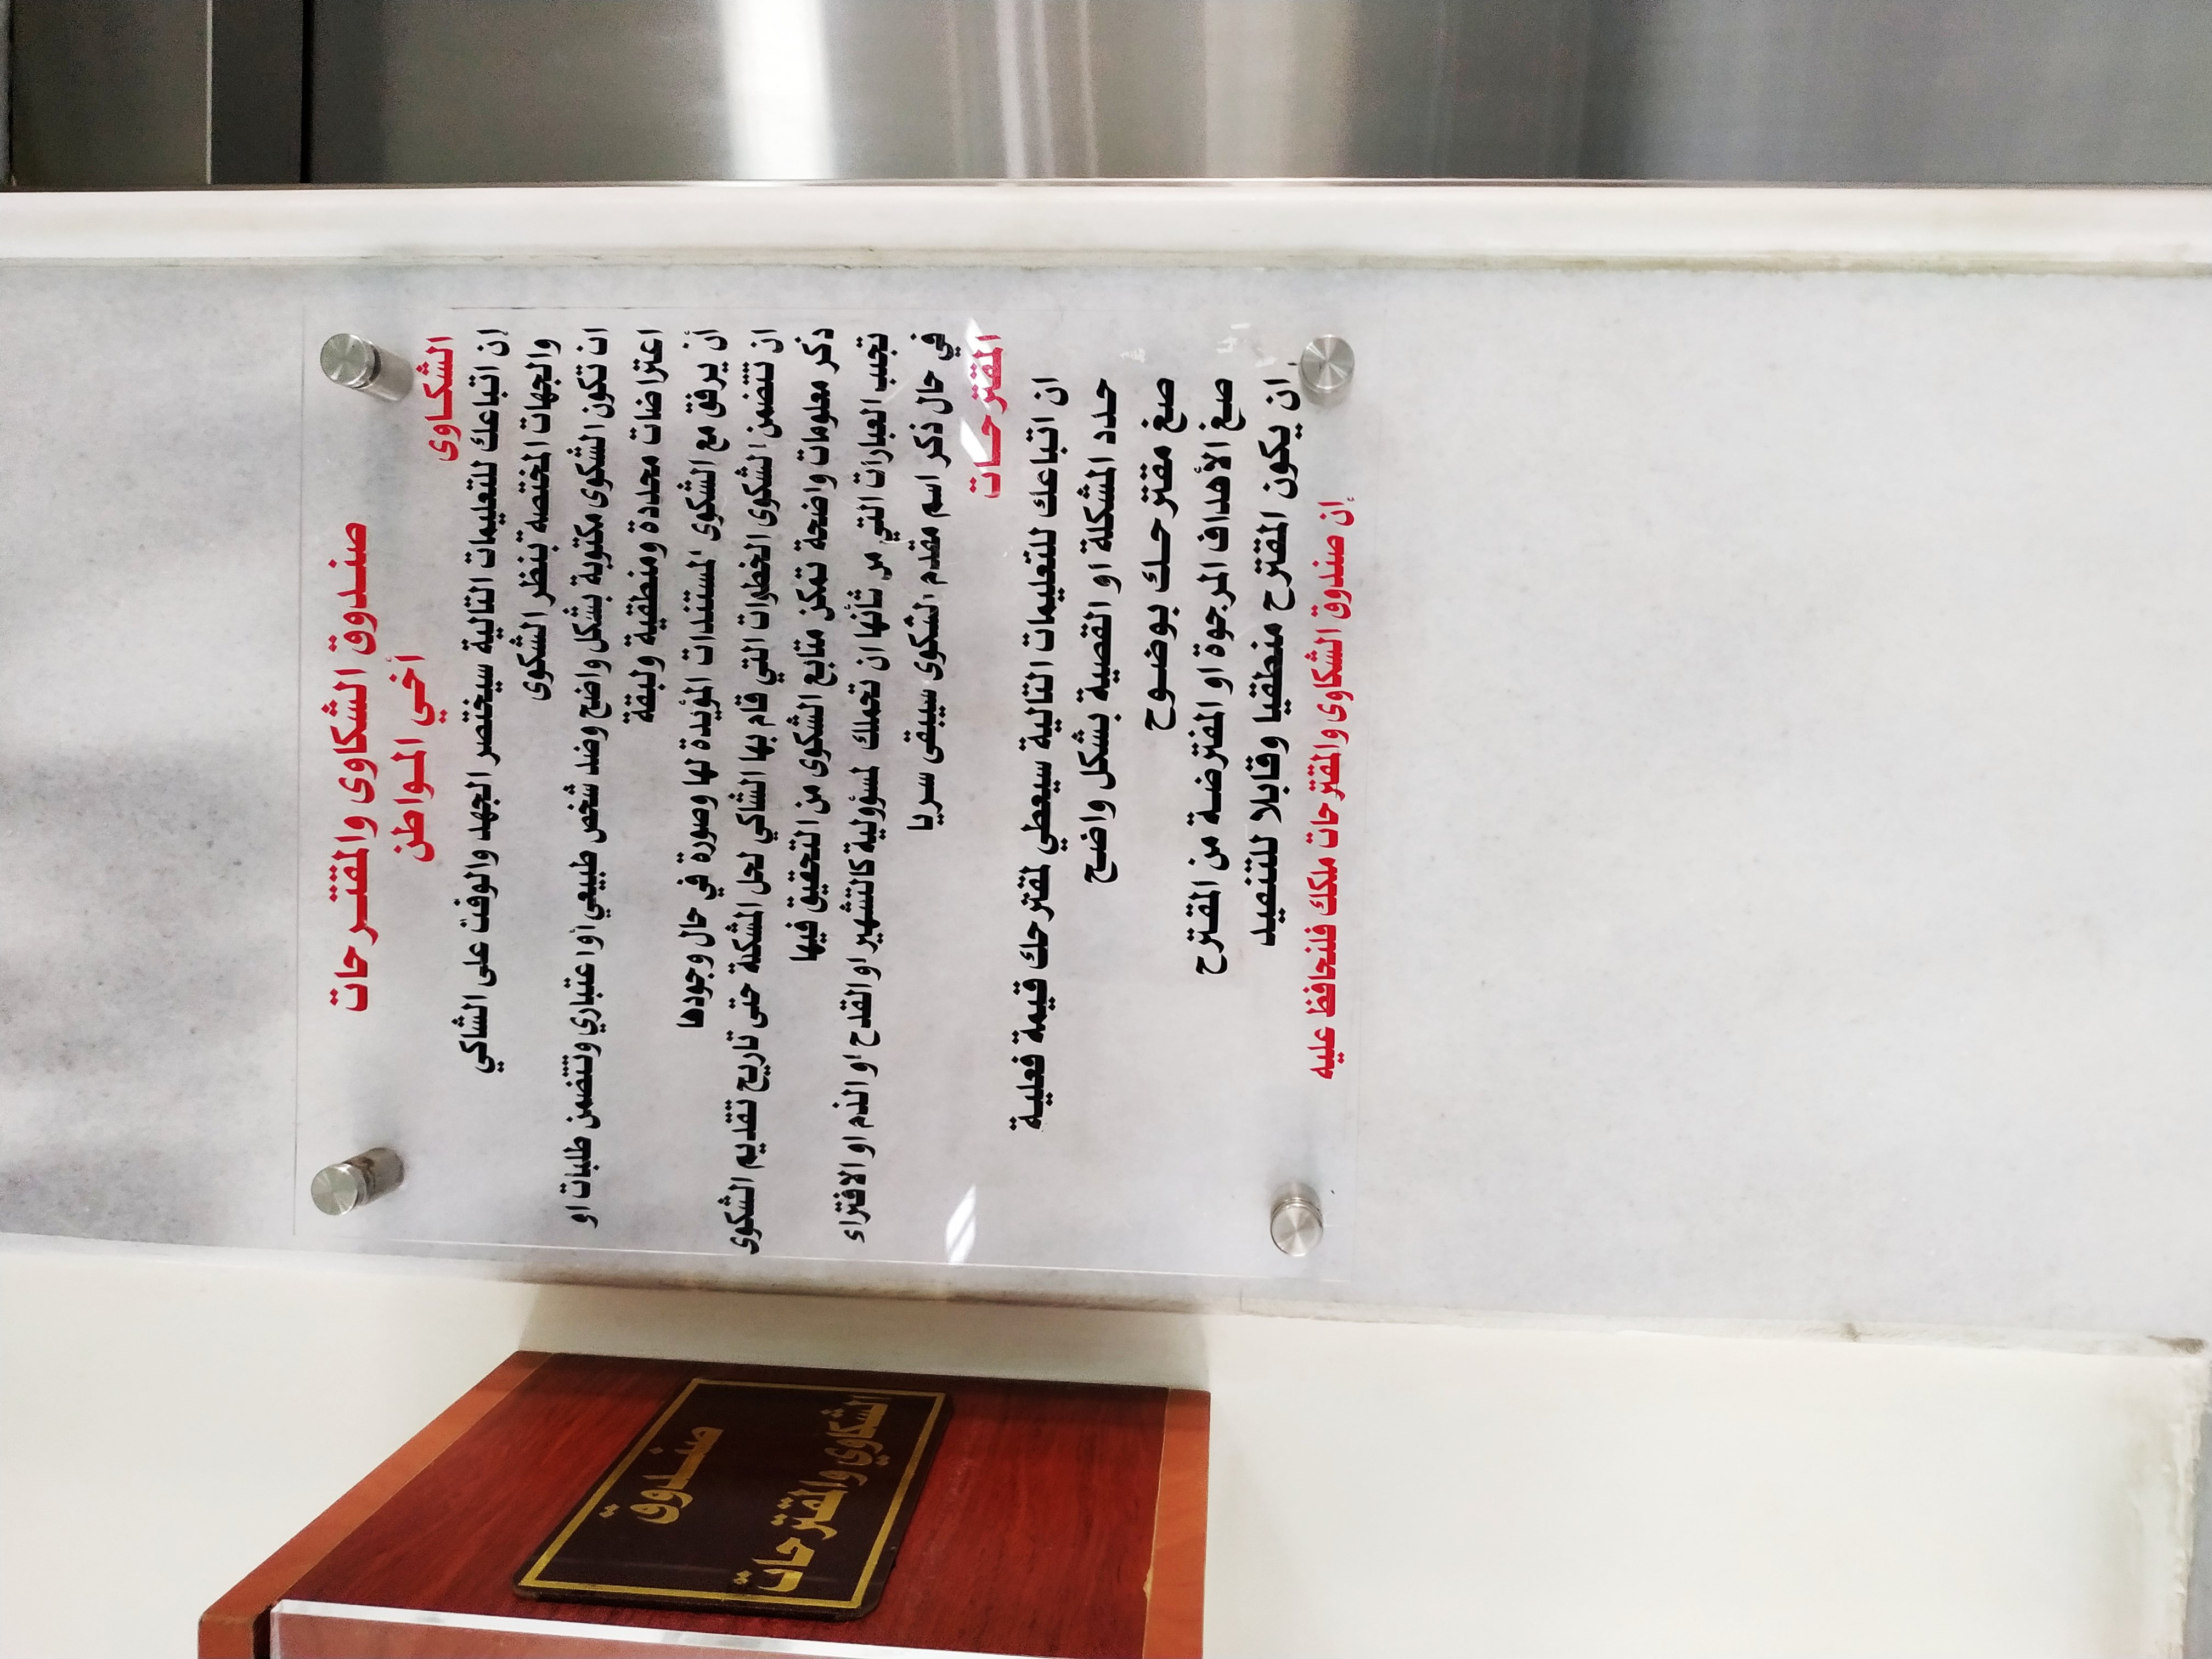 صندوق الشكاوى والمقترحات
أخي المواطن
الشكاوى
إن اتباعك للتعليمات التالية سيختصر الجهد والوقت على الشاكي
والجهات المختصة بنظر الشكوى
ان تكون الشكوى مكتوبة بشكل واضح وضد شخص طبيعي أو اعتباري وتتضمن طلبات او
اعتراضات محددة ومنطقية ولبقة
أن يرفق مع الشكوى المستندات المؤيدة لها وصورة في حال وجودها
ان تتضمن الشكوى الخطوات التي قام بها الشاكي لحل المشكلة حتى تاريخ تقديم الشكوى
ذكر معلومات واضحة تمكن متابع الشكوى من التحقيق فيها
تجنب العبارات التي من شأنها ان تحملك المسؤولية كالتشهير او القدح او الذم او الافتراء
في حال ذكر اسم مقدم الشكوى سيبقى سريا
المقترحات
ان اتباعك للتعليمات التالية سيعطي لمقترحك قيمة فعلية
حدد المشكلة او القصية بشكل واضح
صغ مقترحك بوضوح
صغ الأهداف المرجوة او المفترضة من المقترح
ان يكون المقترح منطقيا وقابلا للتنفيد
إن صندوق الشكاوى والمقترحات ملكك فلنحافظ عليه
صندوق
الشكاوي والمقترحات